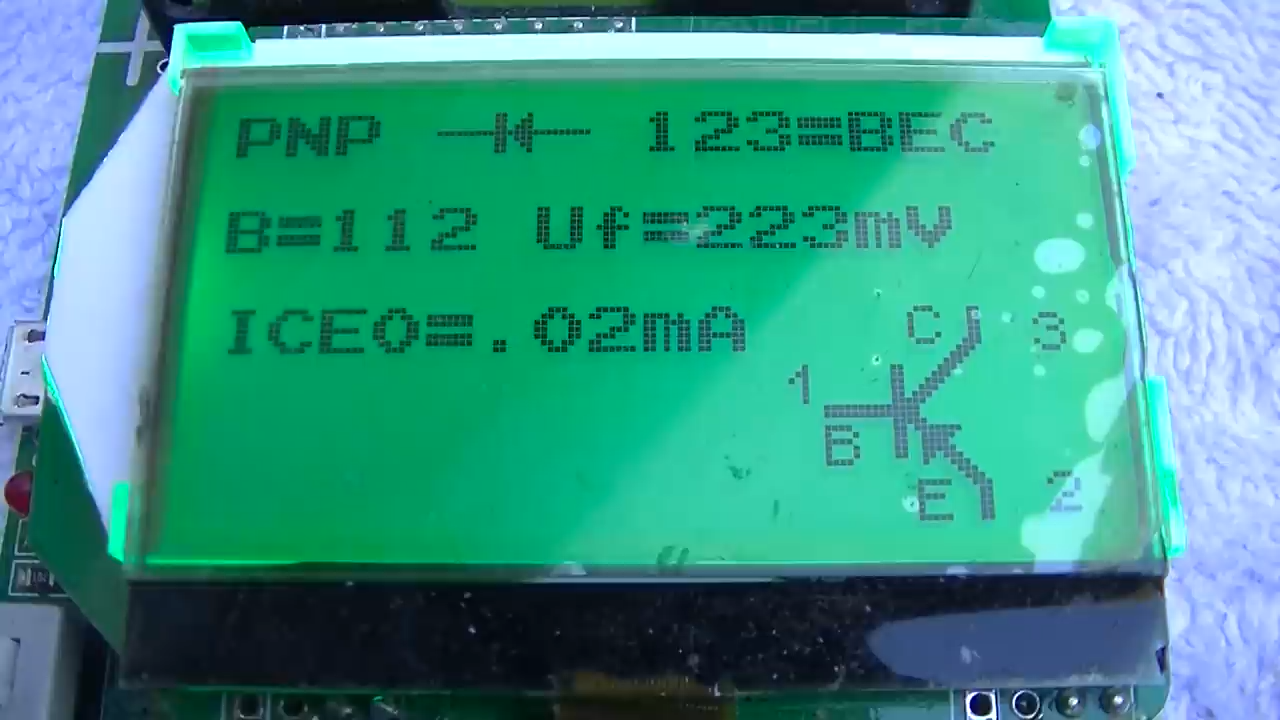 PNP 123=BEC
B=112 Uf=223mV
ICE0=.02mA
C 3
1
B
E 2